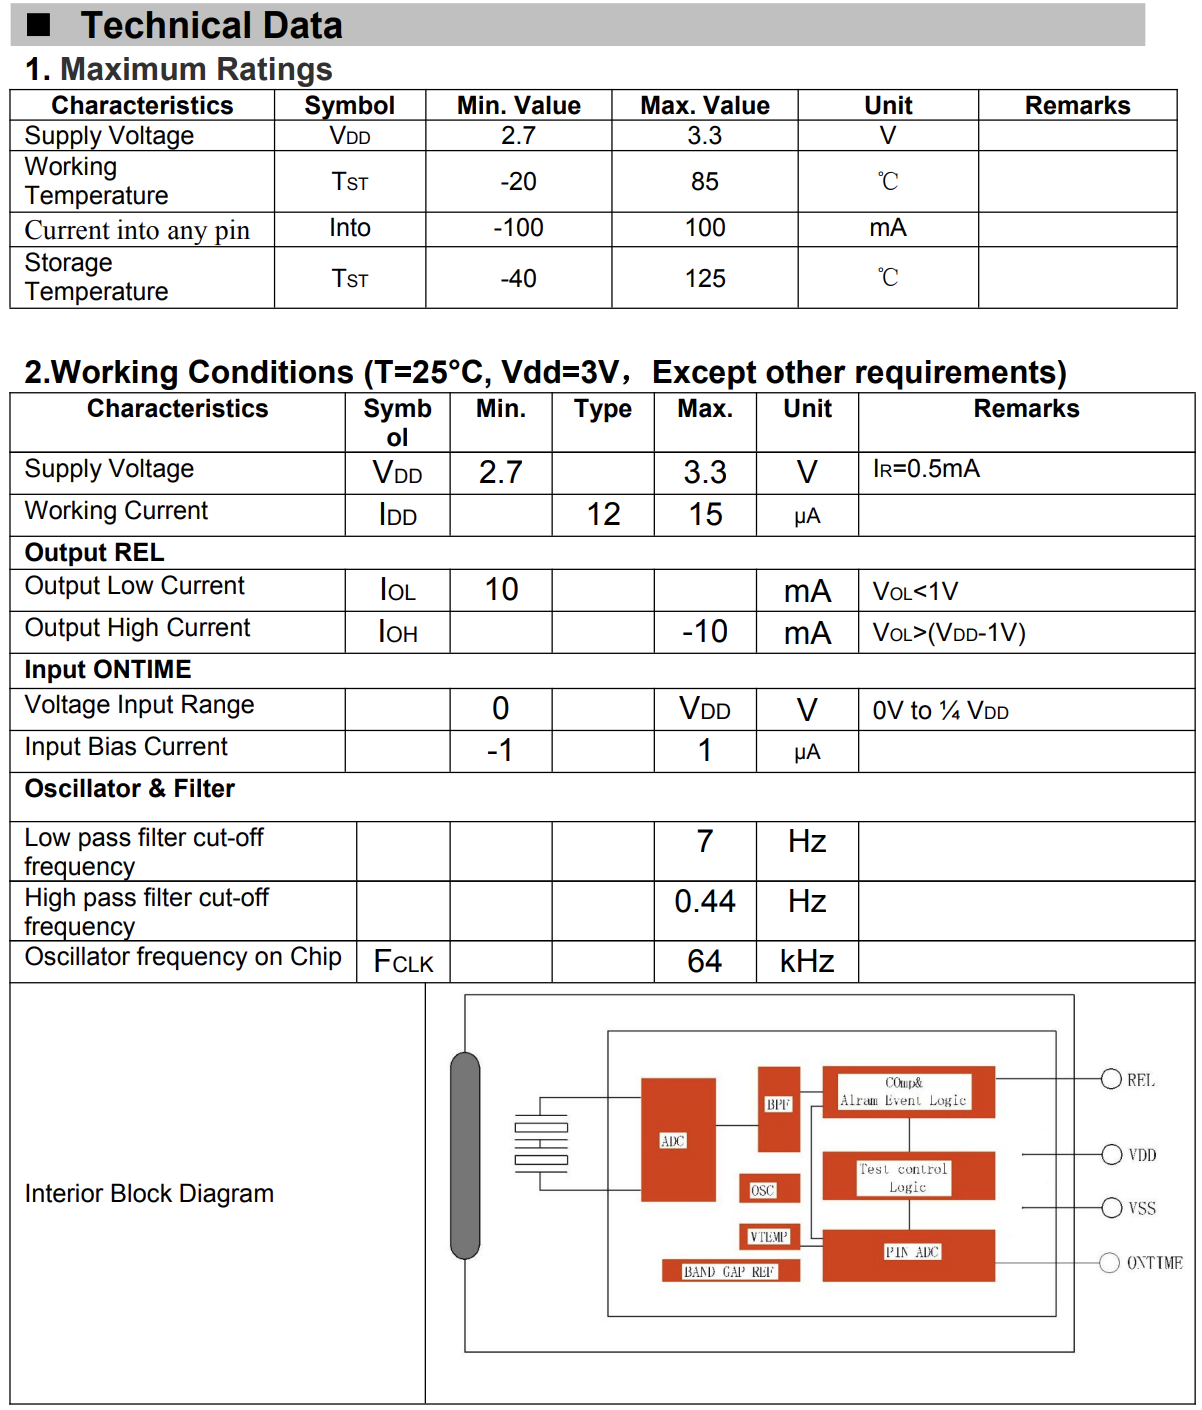 ■ Technical Data
1. Maximum Ratings
Characteristics Symbol Min. Value Max. Value Unit Remarks
Supply Voltage VDD 2.7 3.3 V
Working
Temperature TST -20 85 ℃
Current into any pin Into -100 100 mA
Storage
Temperature TST -40 125 ℃
2.Working Conditions (T=25°C, Vdd=3V，Except other requirements)
Characteristics Symb
ol Min. Type Max. Unit Remarks
Supply Voltage VDD 2.7 3.3 V IR=0.5mA
Working Current IDD 12 15 μA
Output REL
Output Low Current IOL 10 mA VOL<1V
Output High Current IOH -10 mA VOL>(VDD-1V)
Input ONTIME
Voltage Input Range 0 VDD V 0V to ¼ VDD
Input Bias Current -1 1 μA
Oscillator & Filter
Low pass filter cut-off
frequency 7 Hz
High pass filter cut-off
frequency 0.44 Hz
Oscillator frequency on Chip FCLK 64 kHz
Interior Block Diagram
ADC
BPF
COmp&
Alram Event Logic
REL
Test control
Logic
VDD
OSC
VSS
VTEMP
PIN ADC
ONTIME
BAND GAP REF